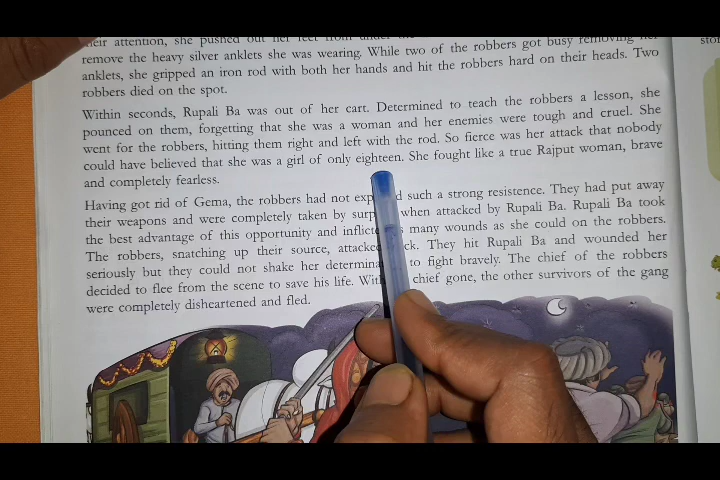 their attention, she pushed out her feet from under the
remove the heavy silver anklets she was wearing. While two of the robbers got busy removing her
anklets, she gripped an iron rod with both her hands and hit the robbers hard on their heads. Two
robbers died on the spot.
Within seconds, Rupali Ba was out of her cart. Determined to teach the robbers a lesson, she
pounced on them, forgetting that she was a woman and her enemies were tough and cruel. She
went for the robbers, hitting them right and left with the rod. So fierce was her attack that nobody
could have believed that she was a girl of only eighteen. She fought like a true Rajput woman, brave
and completely fearless.
Having got rid of Gema, the robbers had not such a strong resistence. They had put away
their weapons and were completely taken by when attacked by Rupali Ba. Rupali Ba took
the best advantage of this opportunity and many wounds as she could on the robbers.
The robbers, snatching up their source, attacked They hit Rupali Ba and wounded her
seriously but they could not shake her to fight bravely. The chief of the robbers
decided to flee from the scene to save his life. chief gone, the other survivors of the gang
were completely disheartened and fled.